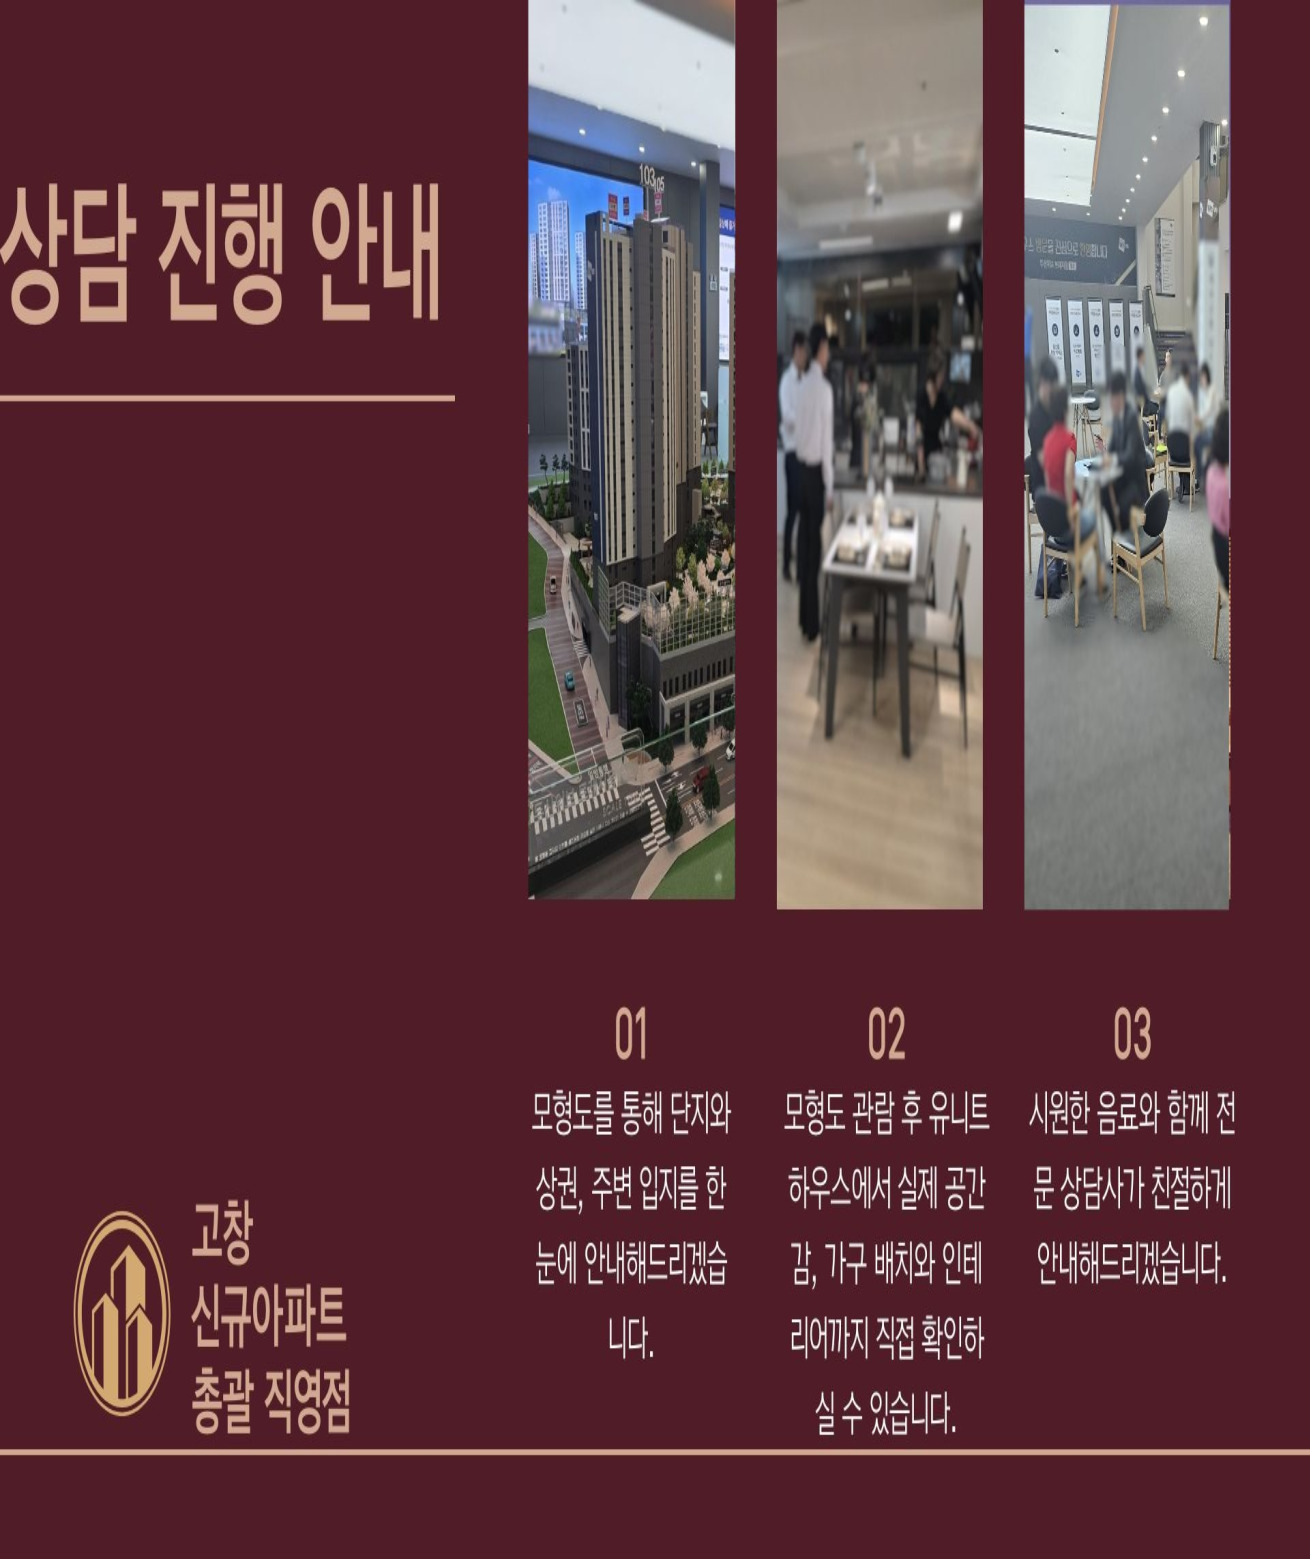 상담 진행 안내
103
105
01
모형도를 통해 단지와
상권, 주변 입지를 한
눈에 안내해드리겠습
니다.
02
모형도 관람 후 유니트
하우스에서 실제 공간
감, 가구 배치와 인테
리어까지 직접 확인하
실 수 있습니다.
03
시원한 음료와 함께 전
문 상담사가 친절하게
안내해드리겠습니다.
고창
신규아파트
총괄 직영점